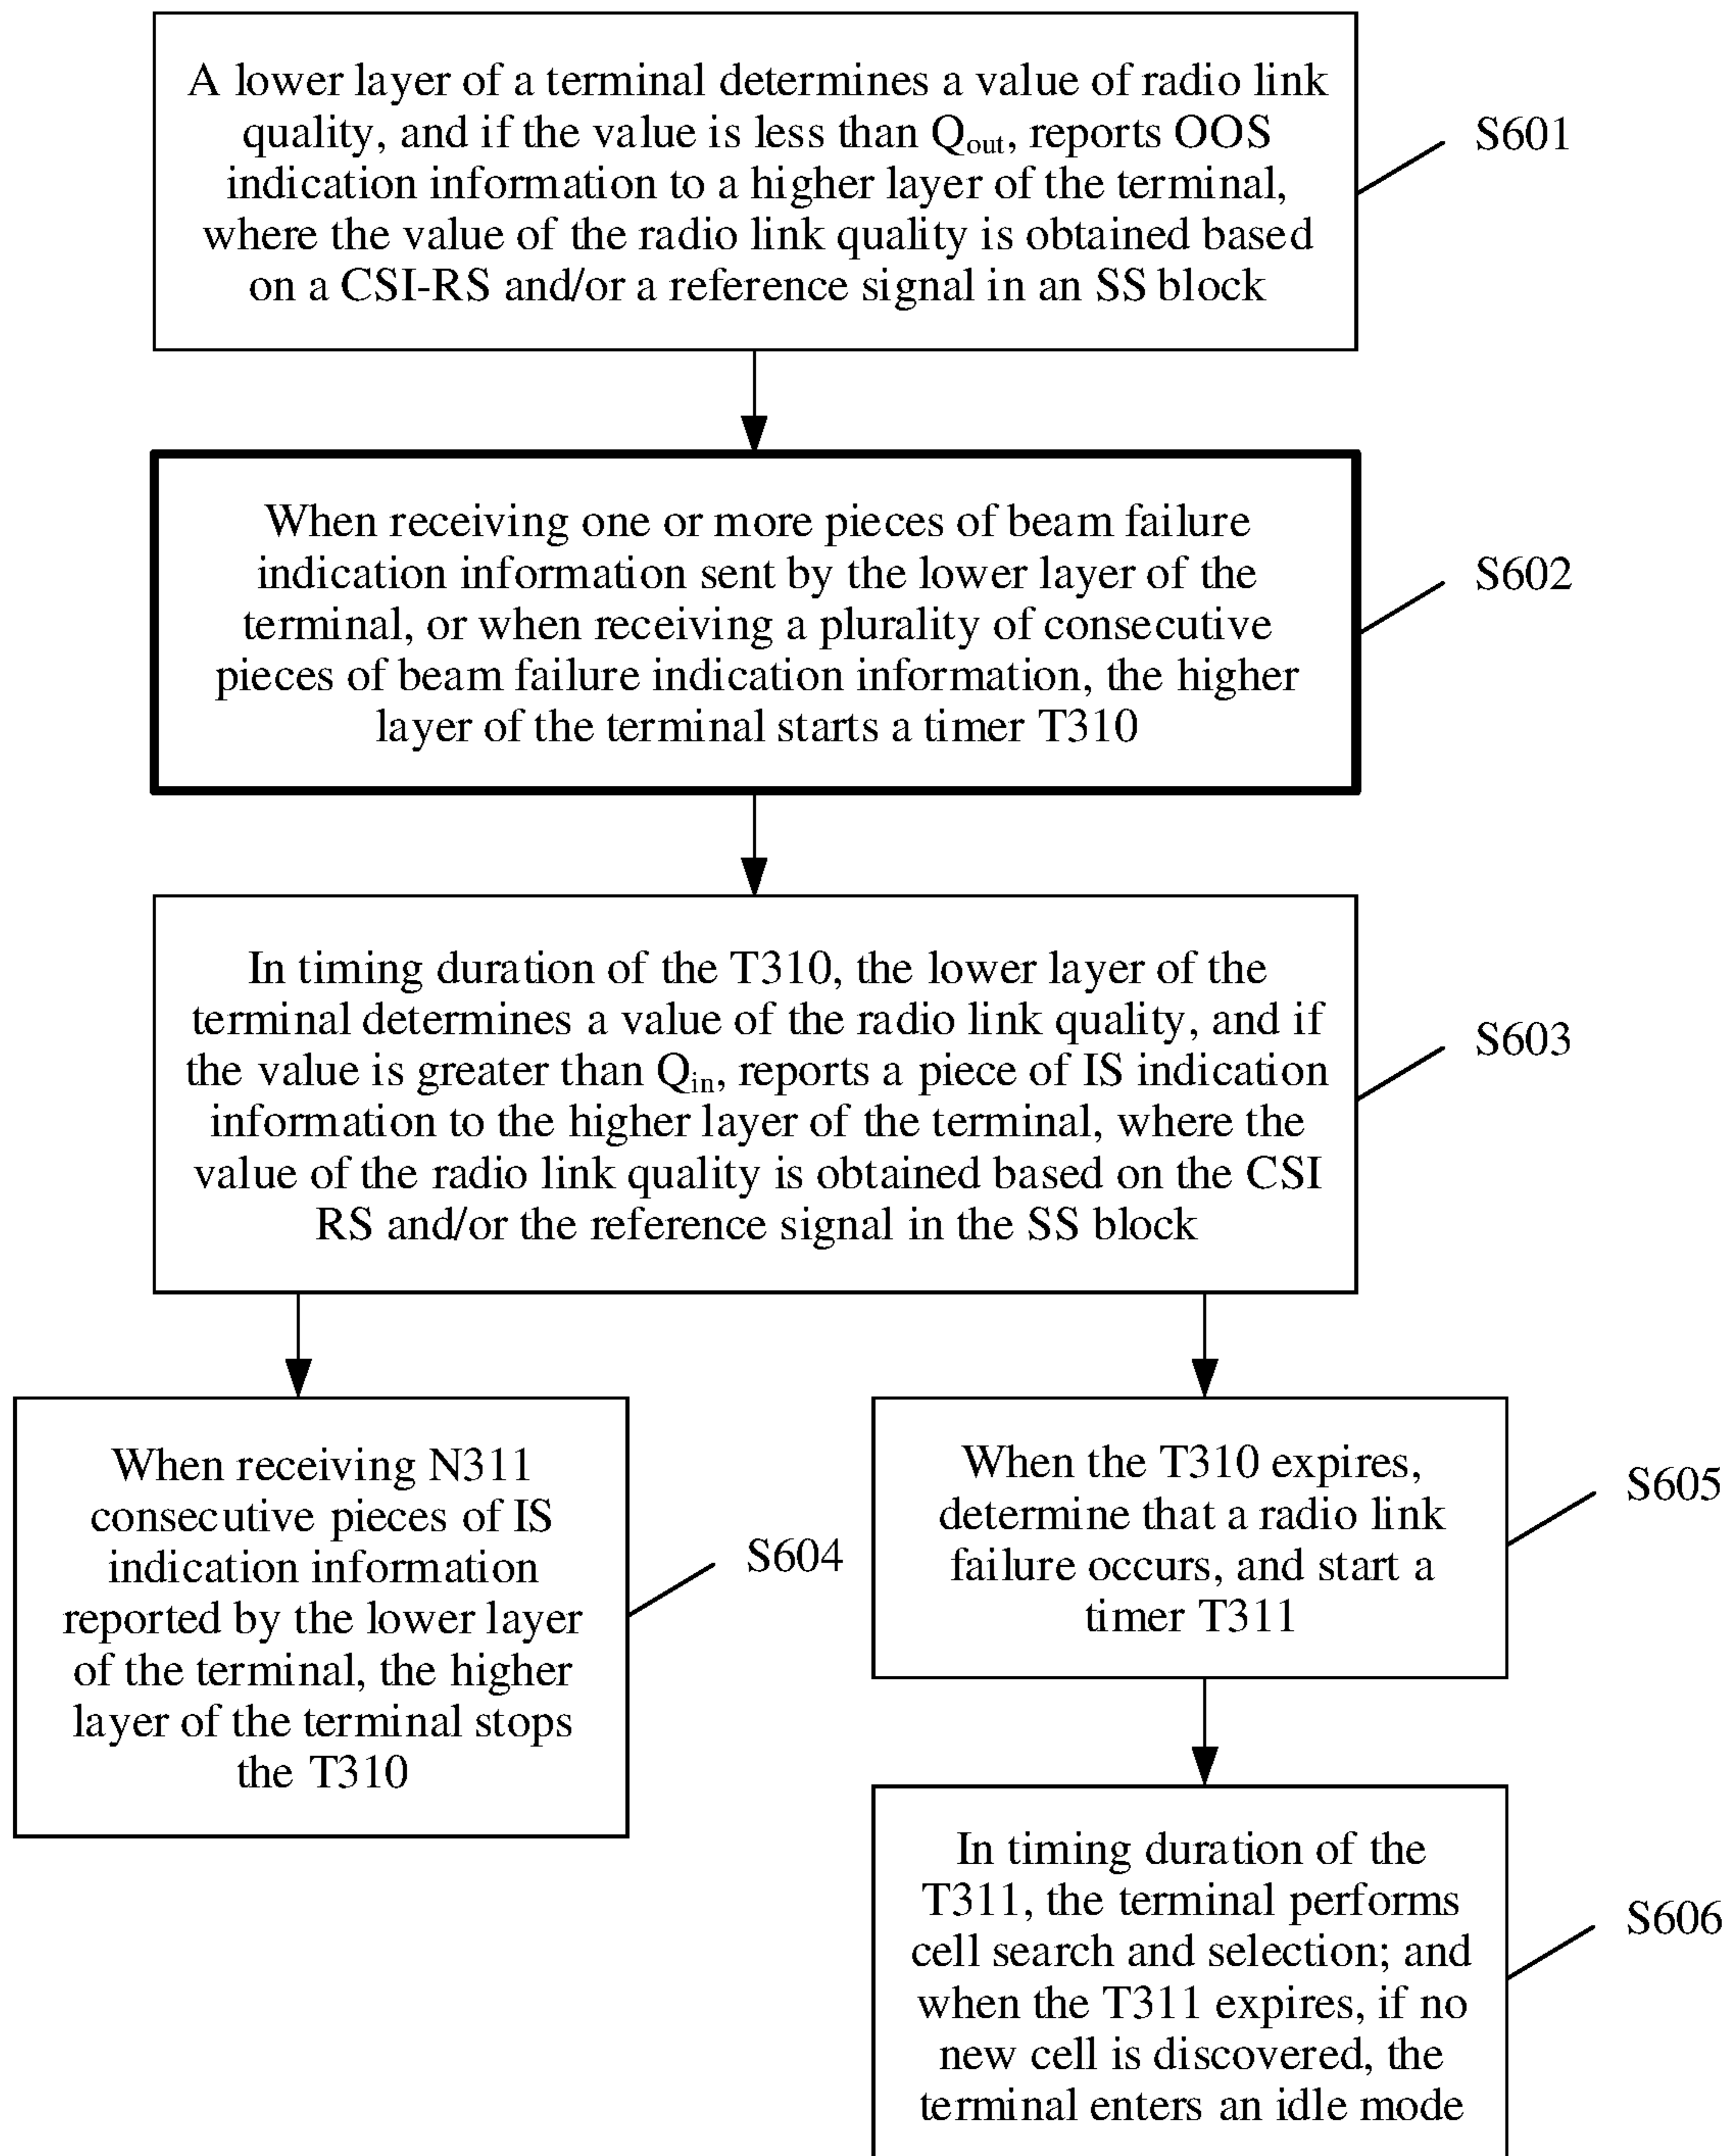 A lower layer of a terminal determines a value of radio link
quality, and if the value is less than Qout, reports OOS
indication information to a higher layer of the terminal,
where the value of the radio link quality is obtained based
on a CSI-RS and/or a reference signal in an SS block
S601
When receiving one or more pieces of beam failure
indication information sent by the lower layer of the
terminal, or when receiving a plurality of consecutive
pieces of beam failure indication information, the higher
layer of the terminal starts a timer T310
S602
In timing duration of the T310, the lower layer of the
terminal determines a value of the radio link quality, and if
the value is greater than Qin, reports a piece of IS indication
information to the higher layer of the terminal, where the
value of the radio link quality is obtained based on the CSI
RS and/or the reference signal in the SS block
S603
When receiving N311
consecutive pieces of IS
indication information
reported by the lower layer
of the terminal, the higher
layer of the terminal stops
the T310
S604
When the T310 expires,
determine that a radio link
failure occurs, and start a
timer T311
S605
In timing duration of the
T311, the terminal performs
cell search and selection; and
when the T311 expires, if no
new cell is discovered, the
terminal enters an idle mode
S606